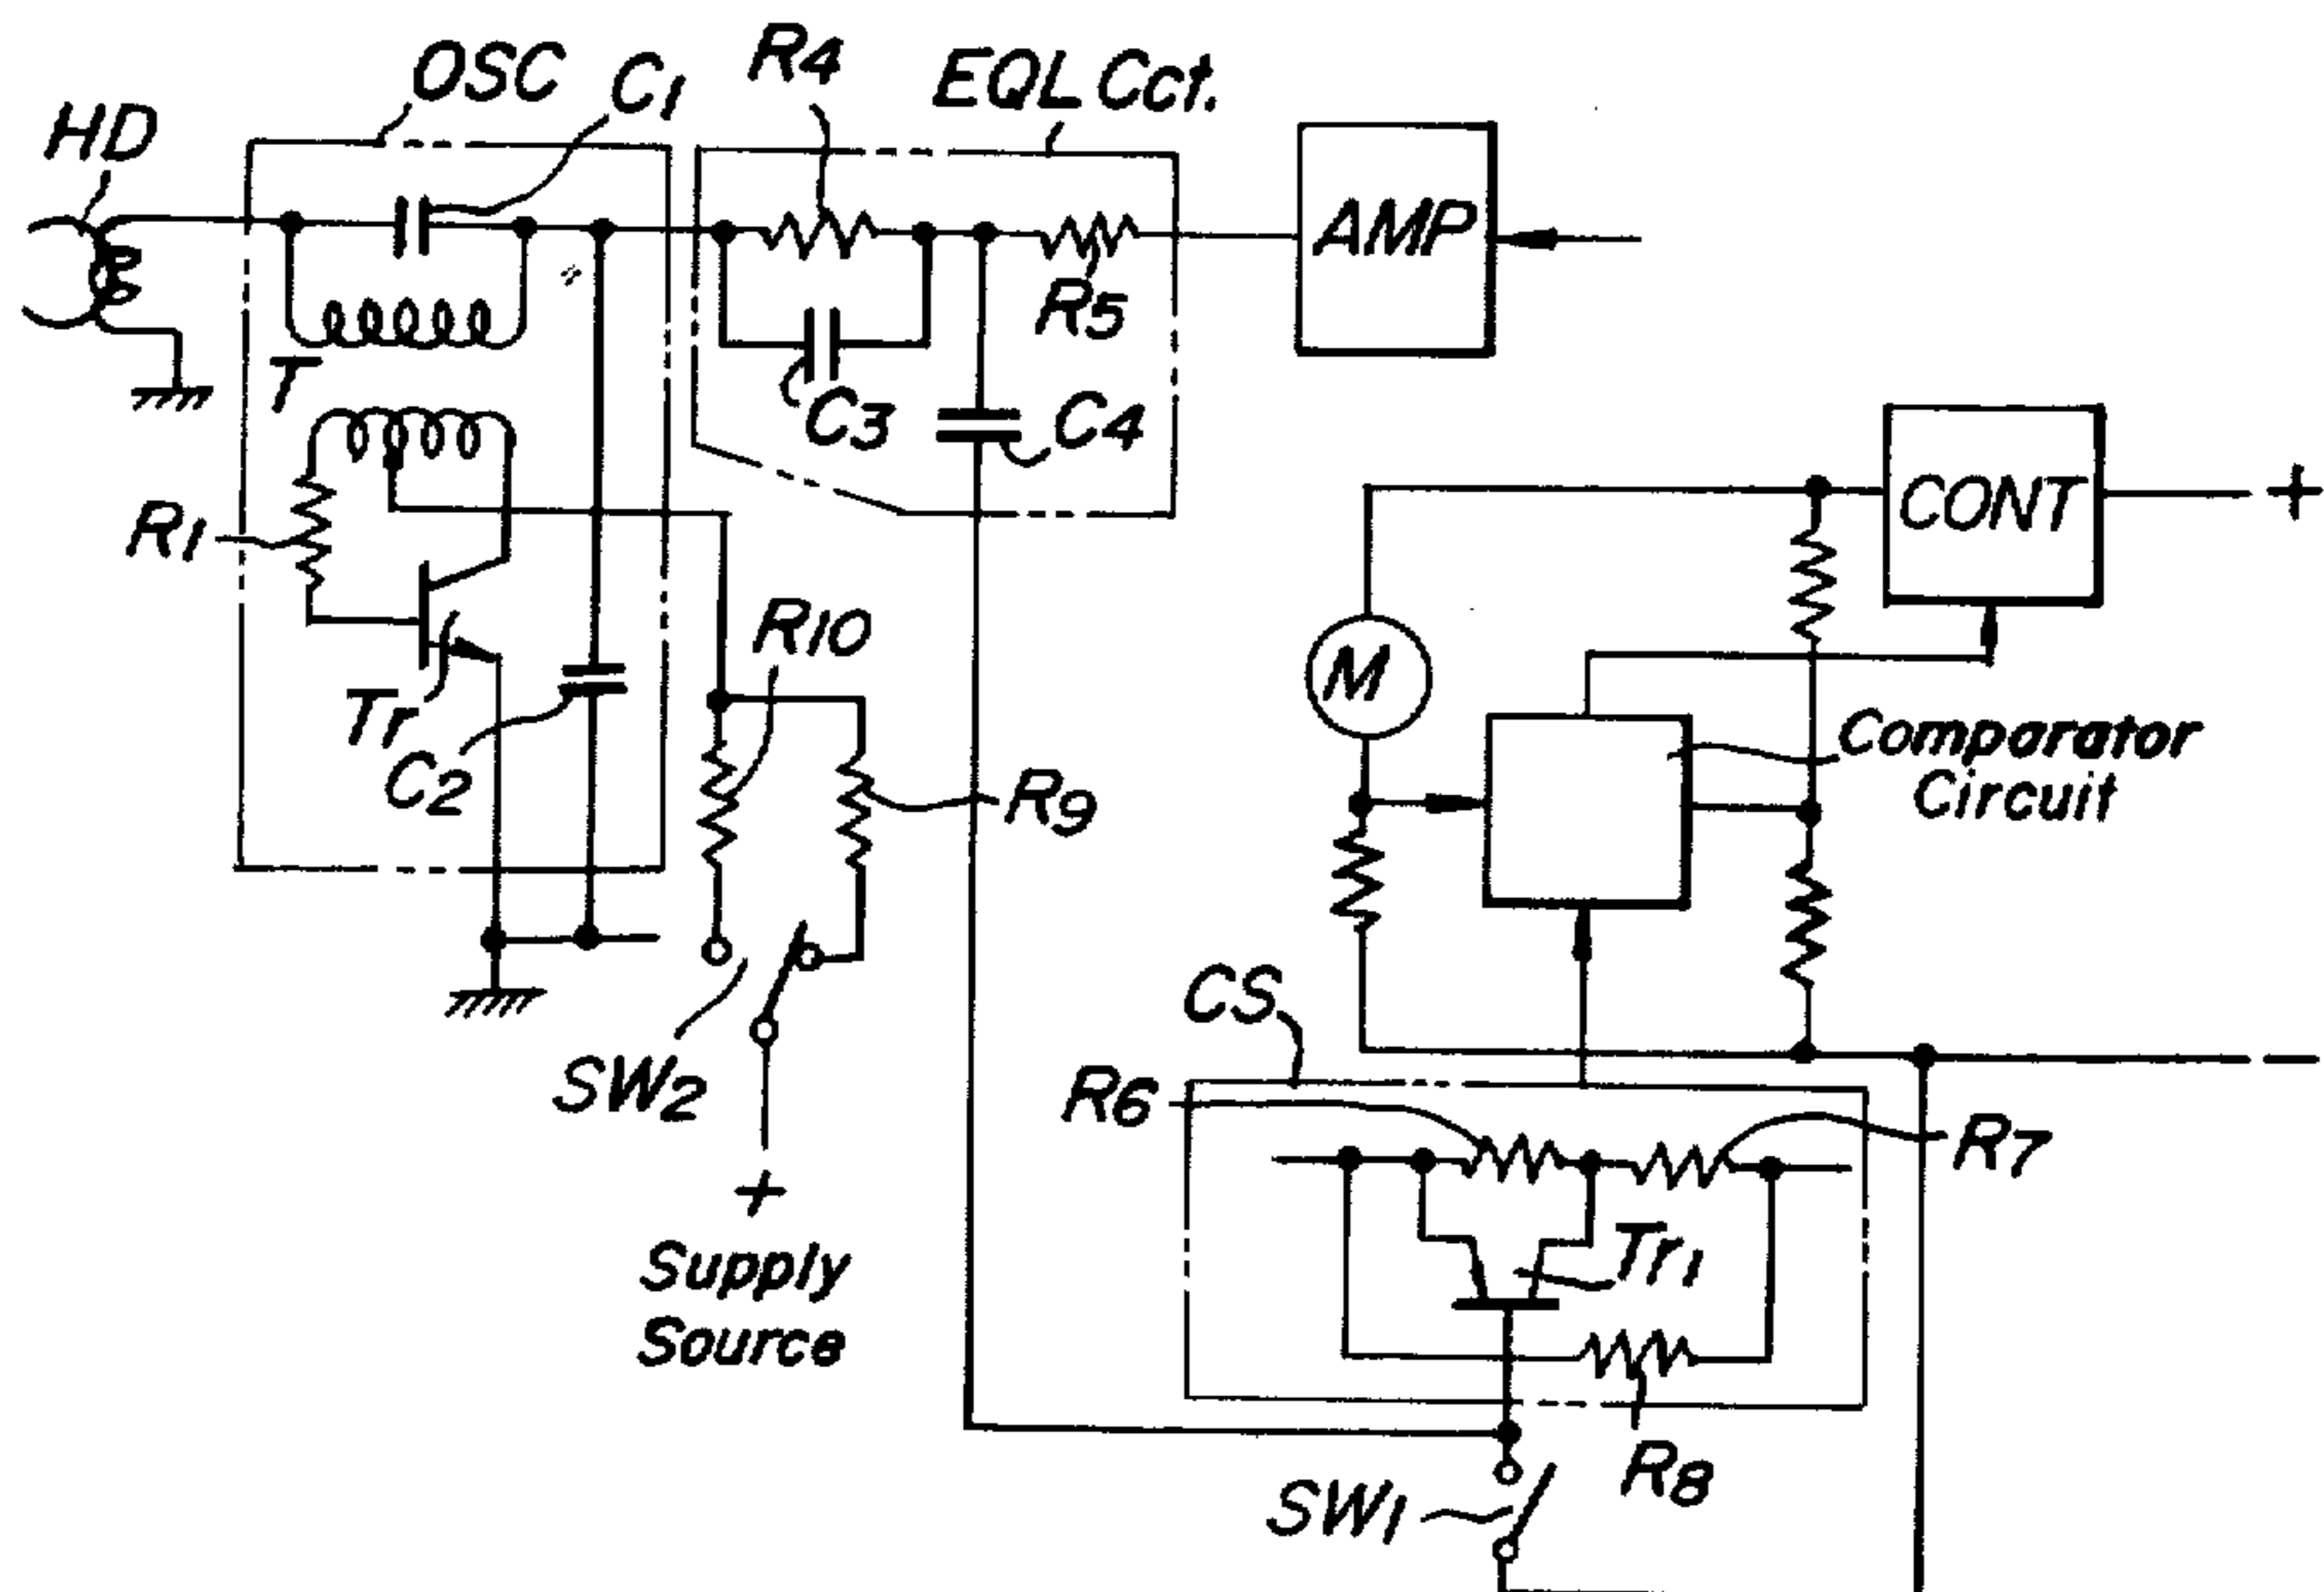 HD
OSC
C1
R4
EQL Cct.
AMP
R5
T
C3
C4
R1
CONT
+
R10
M
Tr
C2
R9
Comparator
Circuit
CS
SW2
R6
R7
+
Supply
Source
Tr1
R8
SW1